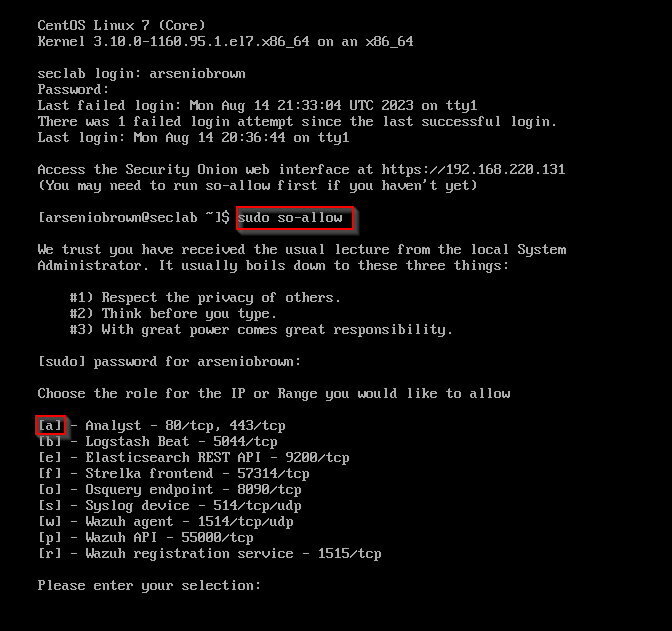 CentOS Linux 7 (Core)
Kernel 3.10.0-1160.95.1.el7.x86_64 on an x86_64
seclab login: arseniobrown
Password:
Last failed login: Mon Aug 14 21:33:04 UTC 2023 on tty1
There was 1 failed login attempt since the last successful login.
Last login: Mon Aug 14 20:36:44 on tty1
Access the Security Onion web interface at https://192.168.220.131
(You may need to run so-allow first if you haven't yet)
[arseniobrown@seclab ~]$ sudo so-allow
We trust you have received the usual lecture from the local System
Administrator. It usually boils down to these three things:
#1) Respect the privacy of others.
#2) Think before you type.
#3) With great power comes great responsibility.
[sudo] password for arseniobrown:
Choose the role for the IP or Range you would like to allow
[a] - Analyst - 80/tcp, 443/tcp
[b] - Logstash Beat - 5044/tcp
[e] - Elasticsearch REST API - 9200/tcp
[f] - Strelka frontend - 57314/tcp
[o] - Osquery endpoint - 8090/tcp
[s] - Syslog device - 514/tcp/udp
[w] - Wazuh agent - 1514/tcp/udp
[p] - Wazuh API - 55000/tcp
[r] - Wazuh registration service - 1515/tcp
Please enter your selection: